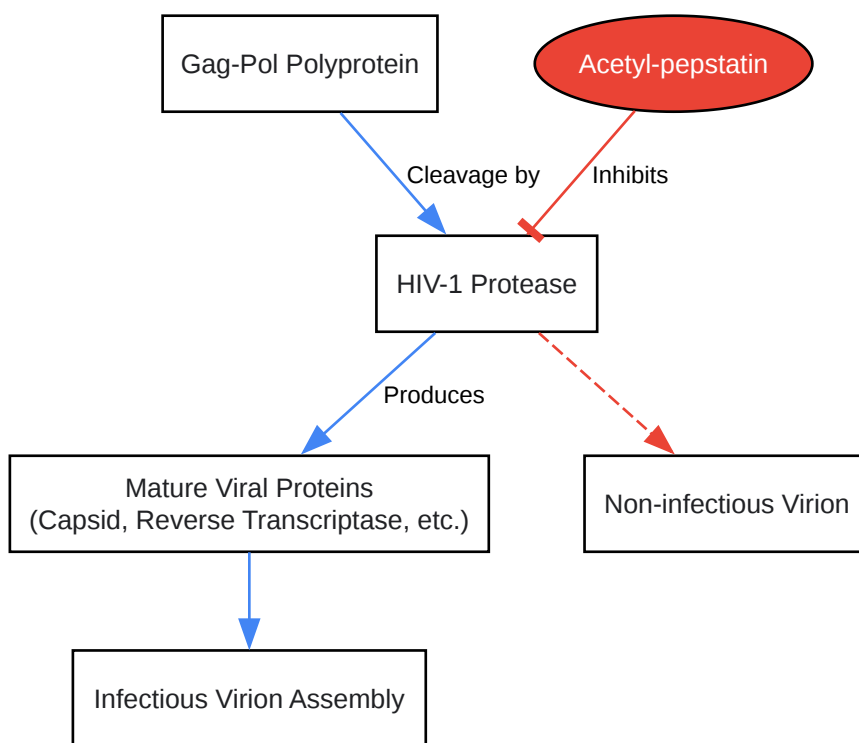 Gag-Pol Polyprotein
Acetyl-pepstatin
Cleavage by
Inhibits
HIV-1 Protease
Produces
Mature Viral Proteins
(Capsid, Reverse Transcriptase, etc.)
Non-infectious Virion
Infectious Virion Assembly